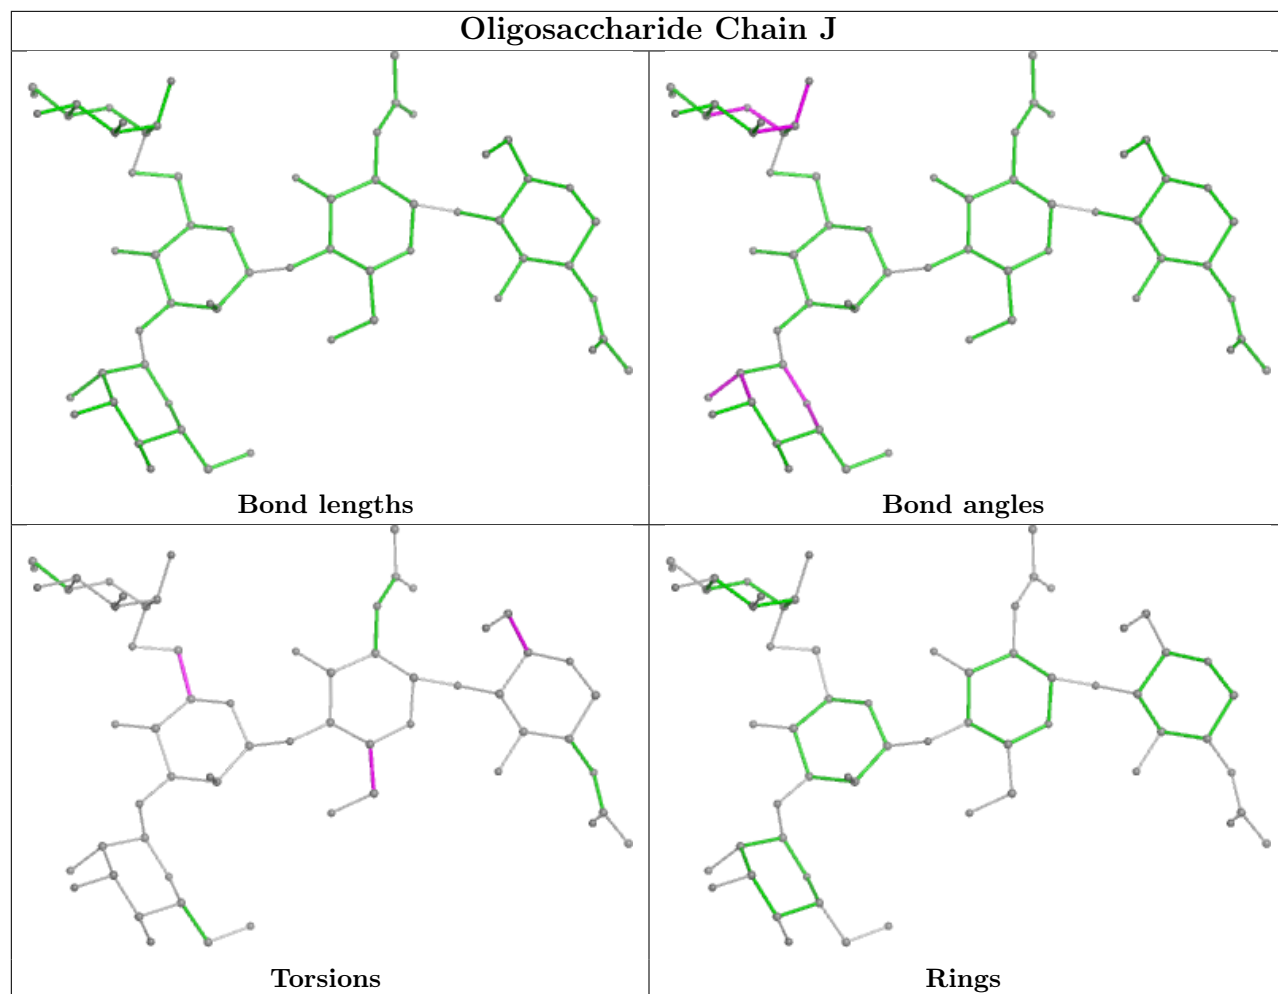 Oligosaccharide Chain J
Bond lengths
Bond angles
Torsions
Rings